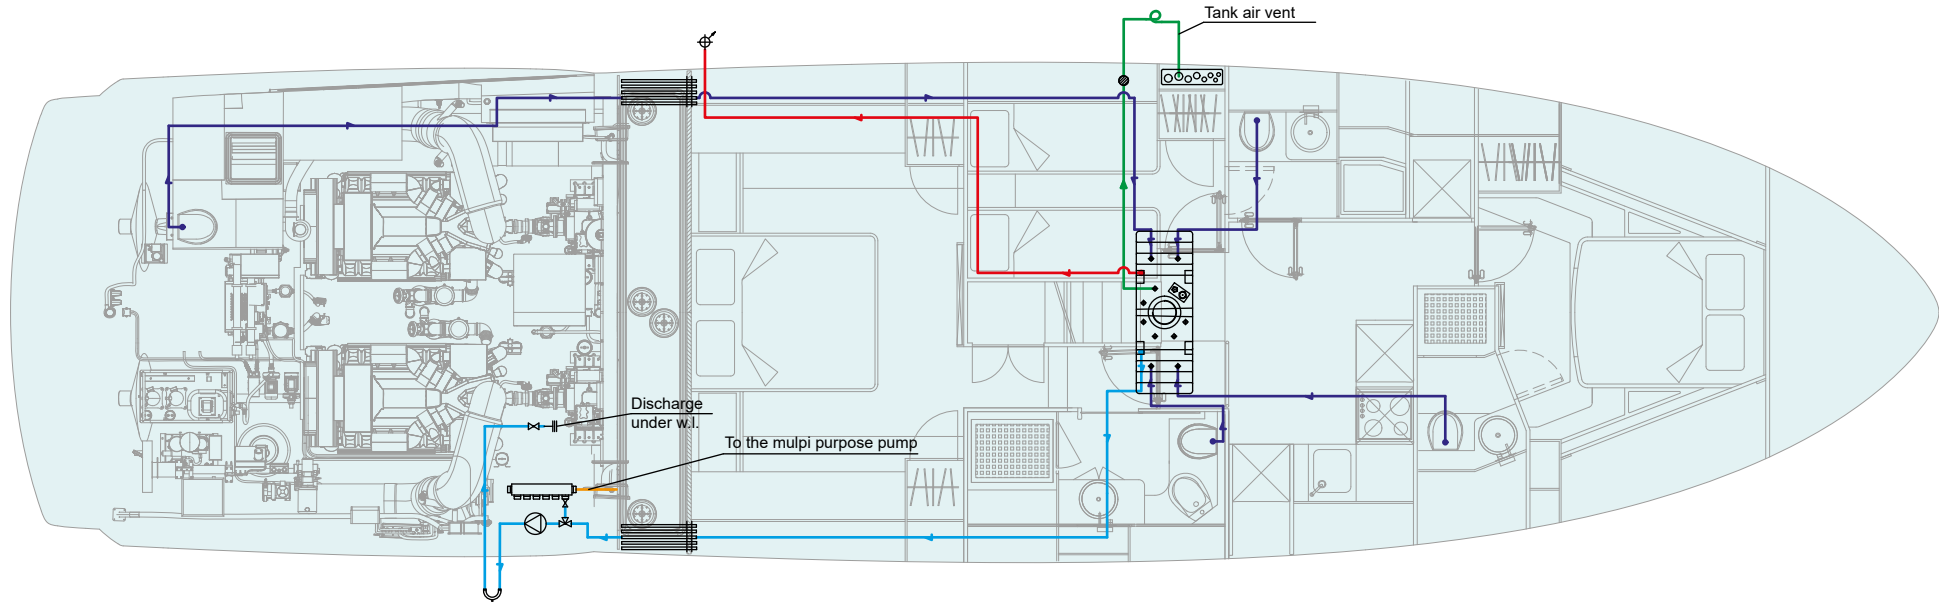 Tank air vent
Discharge
under w.l.
To the mulpi purpose pump